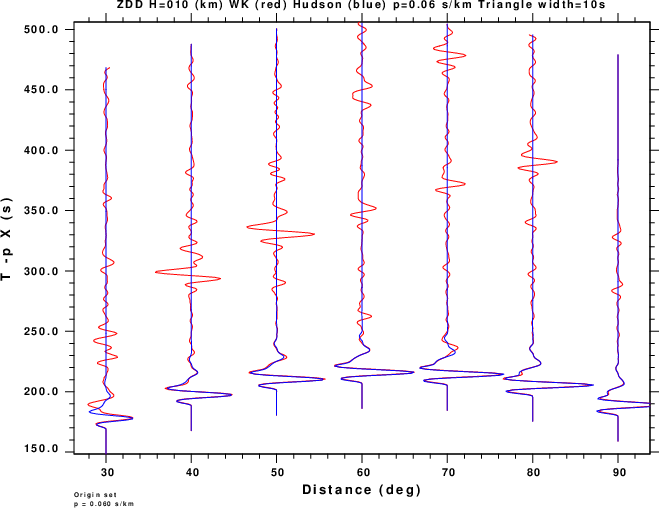 ZDD H=010 (km) WK (red) Hudson (blue) p=0.06 s/km Triangle width=10s
500.0
450.0
400.0
350.0
300.0
250.0
200.0
150.0
T -p X (s)
30 40 50 60 70 80 90
Distance (deg)
Origin set
p = 0.060 s/km